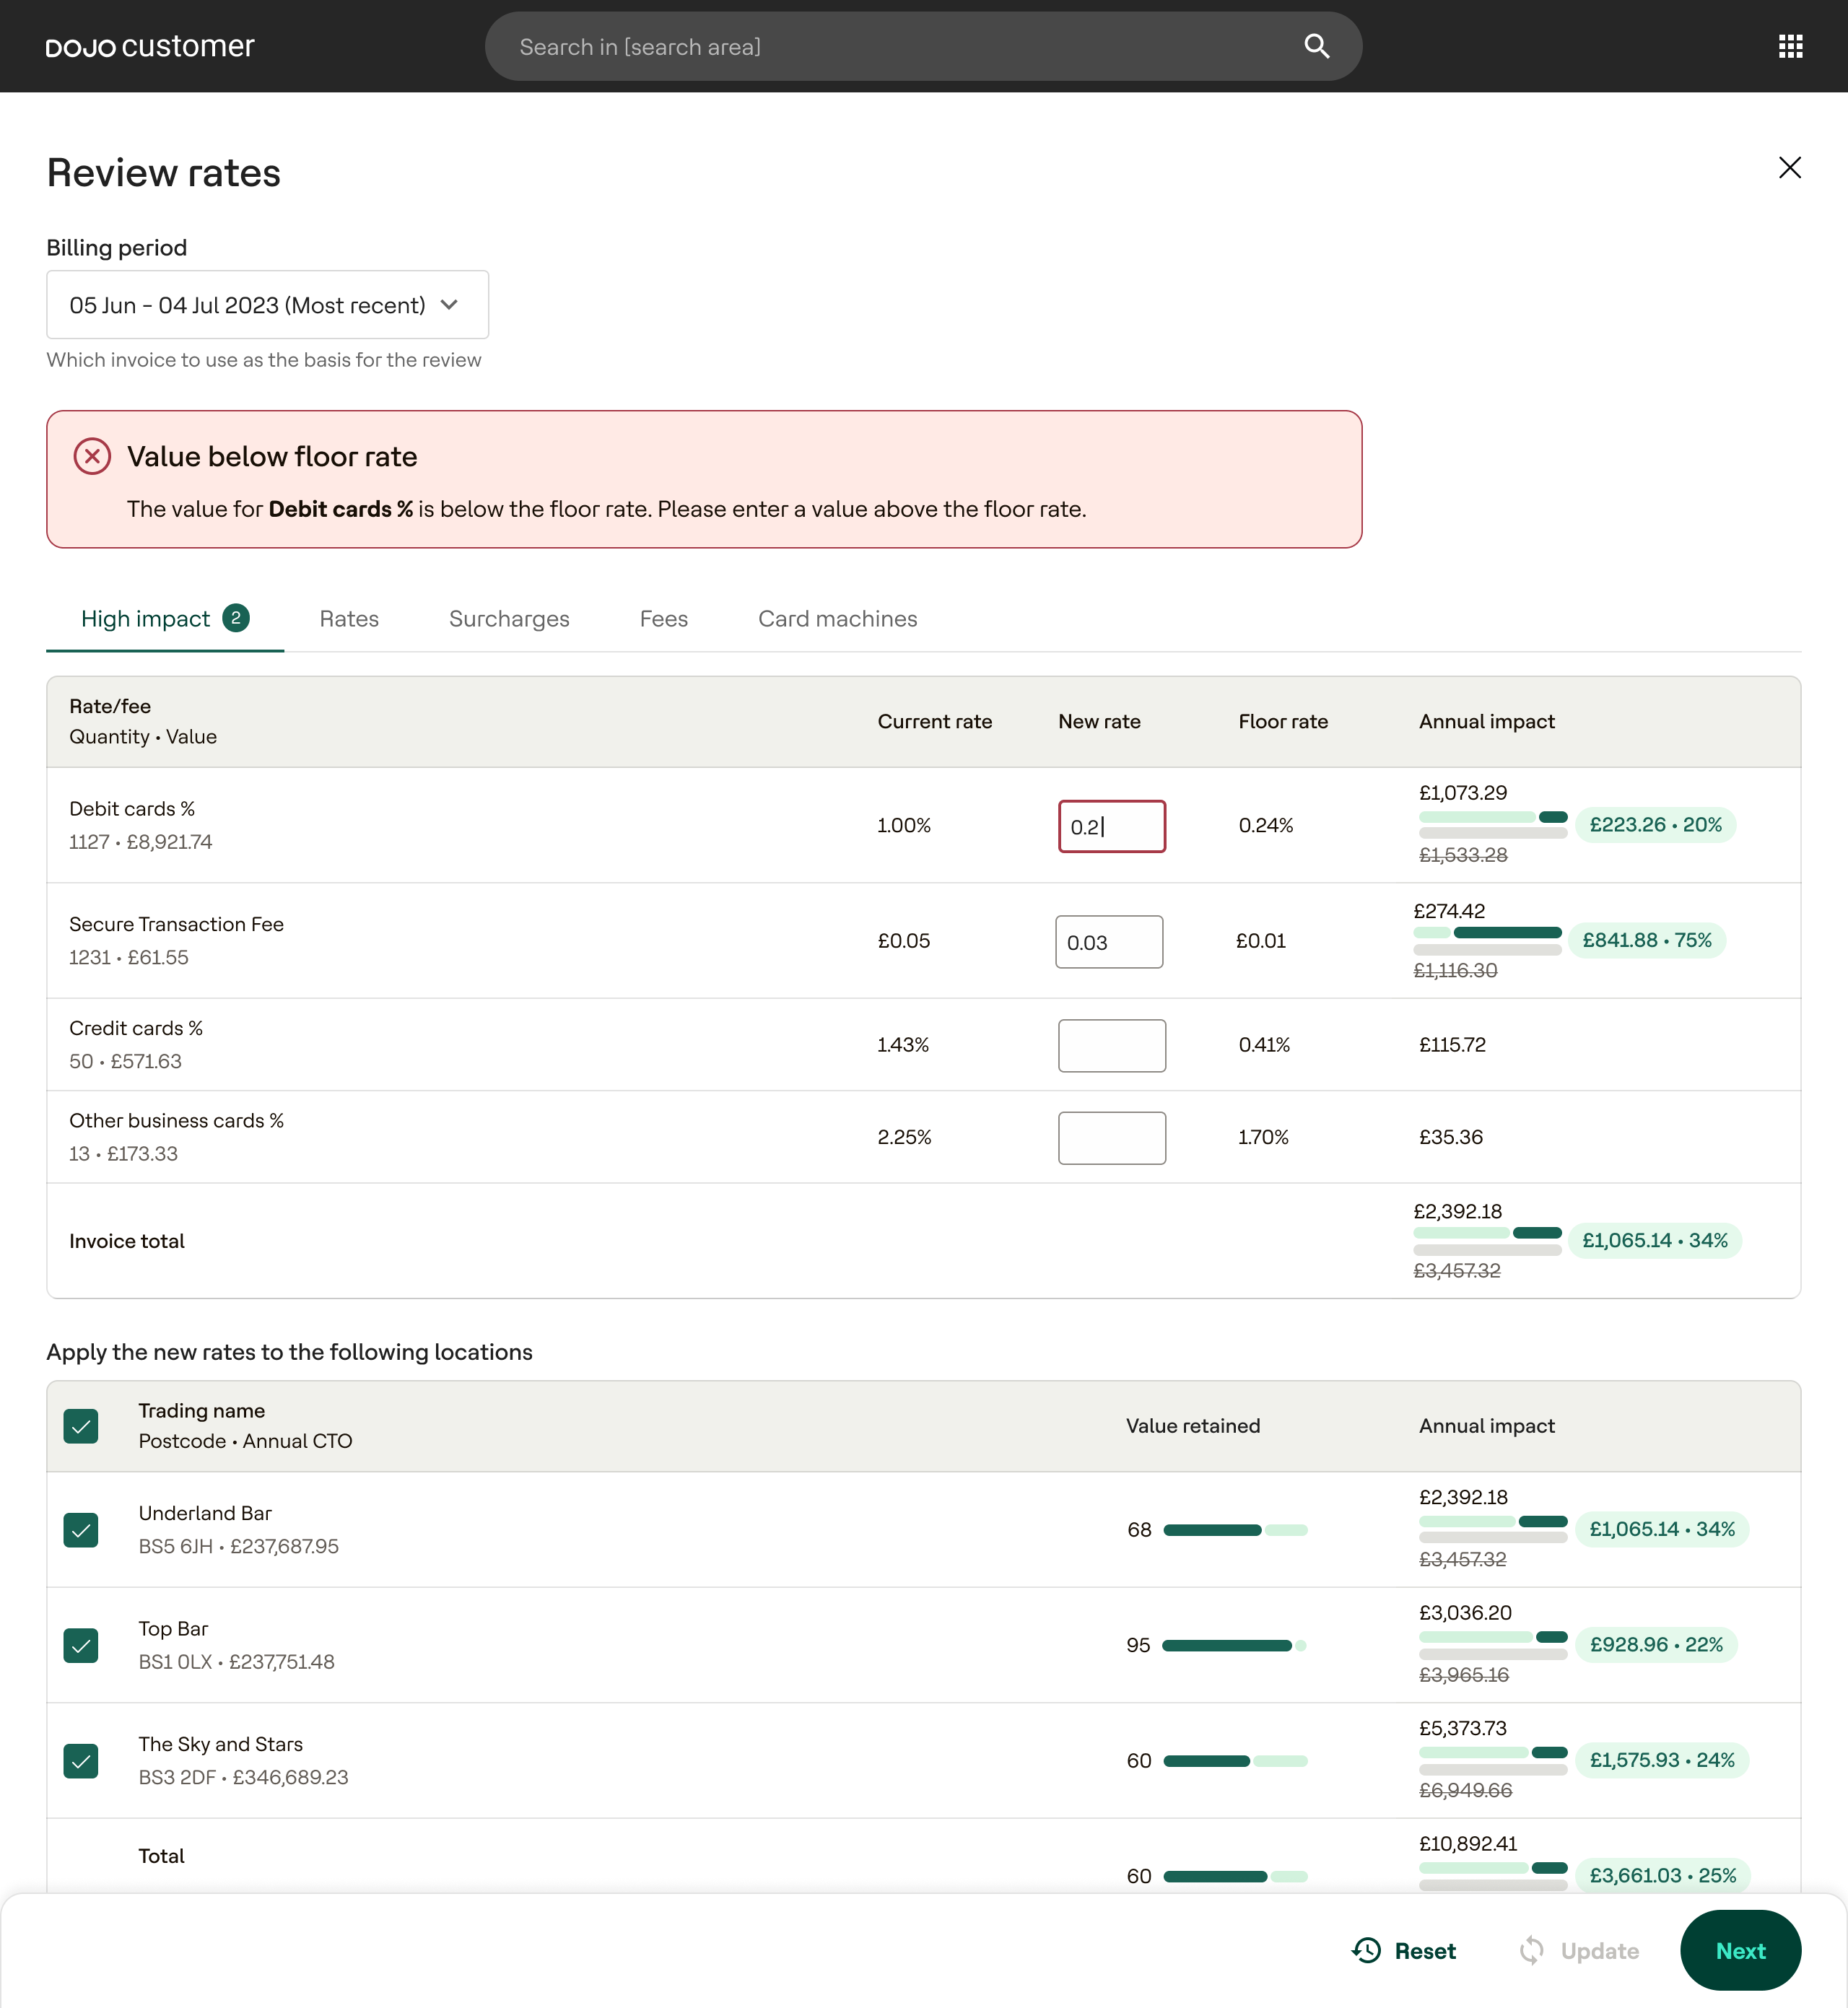 DOJO customer
Search in [search area]
Review rates
Billing period
05 Jun - 04 Jul 2023 (Most recent)
Which invoice to use as the basis for the review
Value below floor rate
The value for Debit cards % is below the floor rate. Please enter a value above the floor rate.
High impact 2 Rates Surcharges Fees Card machines
Rate/fee
Quantity • Value
Current rate New rate Floor rate Annual impact
Debit cards %
1127 • £8,921.74
1.00% 0.2 0.24%
£1,073.29
£223.26 • 20%
£1,533.28
Secure Transaction Fee
1231 • £61.55
£0.05 0.03 £0.01
£274.42
£841.88 • 75%
£1,116.30
Credit cards %
50 • £571.63
1.43% 0.41% £115.72
Other business cards %
13 • £173.33
2.25% 1.70% £35.36
Invoice total
£2,392.18
£1,065.14 • 34%
£3,457.32
Apply the new rates to the following locations
Trading name
Postcode • Annual CTO
Value retained Annual impact
Underland Bar
BS5 6JH • £237,687.95
68
£2,392.18
£1,065.14 • 34%
£3,457.32
Top Bar
BS1 0LX • £237,751.48
95
£3,036.20
£928.96 • 22%
£3,965.16
The Sky and Stars
BS3 2DF • £346,689.23
60
£5,373.73
£1,575.93 • 24%
£6,949.66
Total
60
£10,892.41
£3,661.03 • 25%
Reset Update Next